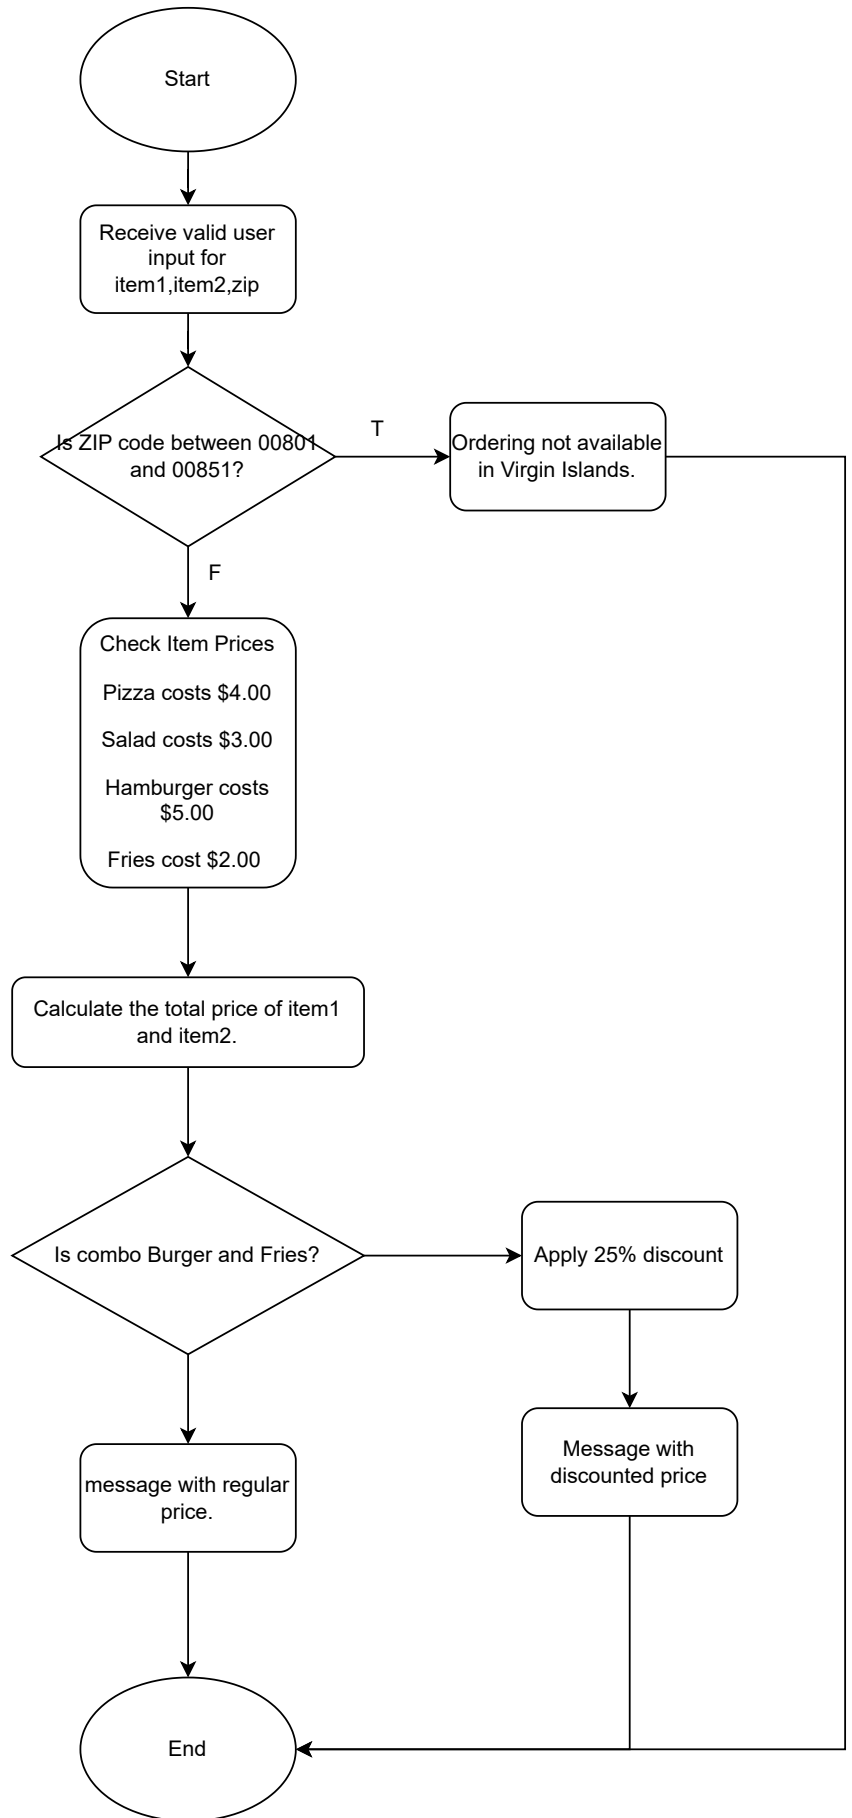 Start
Receive valid user
input for
item1,item2,zip
Is ZIP code between 00801
and 00851?
T
Ordering not available
in Virgin Islands.
F
Check Item Prices
Pizza costs $4.00
Salad costs $3.00
Hamburger costs
$5.00
Fries cost $2.00
Calculate the total price of item1
and item2.
Is combo Burger and Fries?
Apply 25% discount
Message with
discounted price
message with regular
price.
End